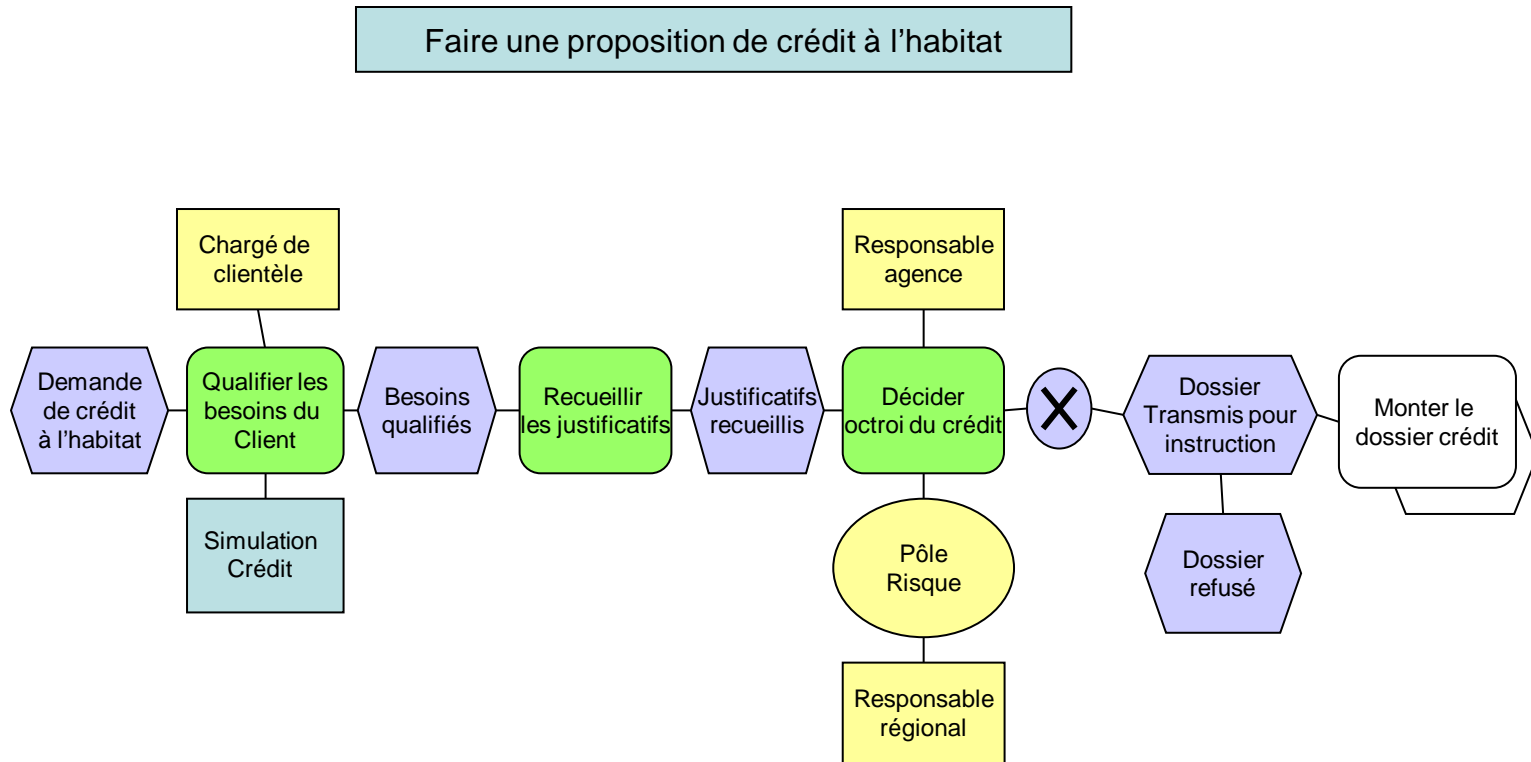 Faire une proposition de crédit à l’habitat
Chargé de
clientèle
Responsable
agence
Demande
de crédit
à l’habitat
Qualifier les
besoins du
Client
Besoins
qualifiés
Recueillir
les justificatifs
Justificatifs
recueillis
Décider
octroi du crédit
X
Dossier
Transmis pour
instruction
Monter le
dossier crédit
Simulation
Crédit
Pôle
Risque
Dossier
refusé
Responsable
régional